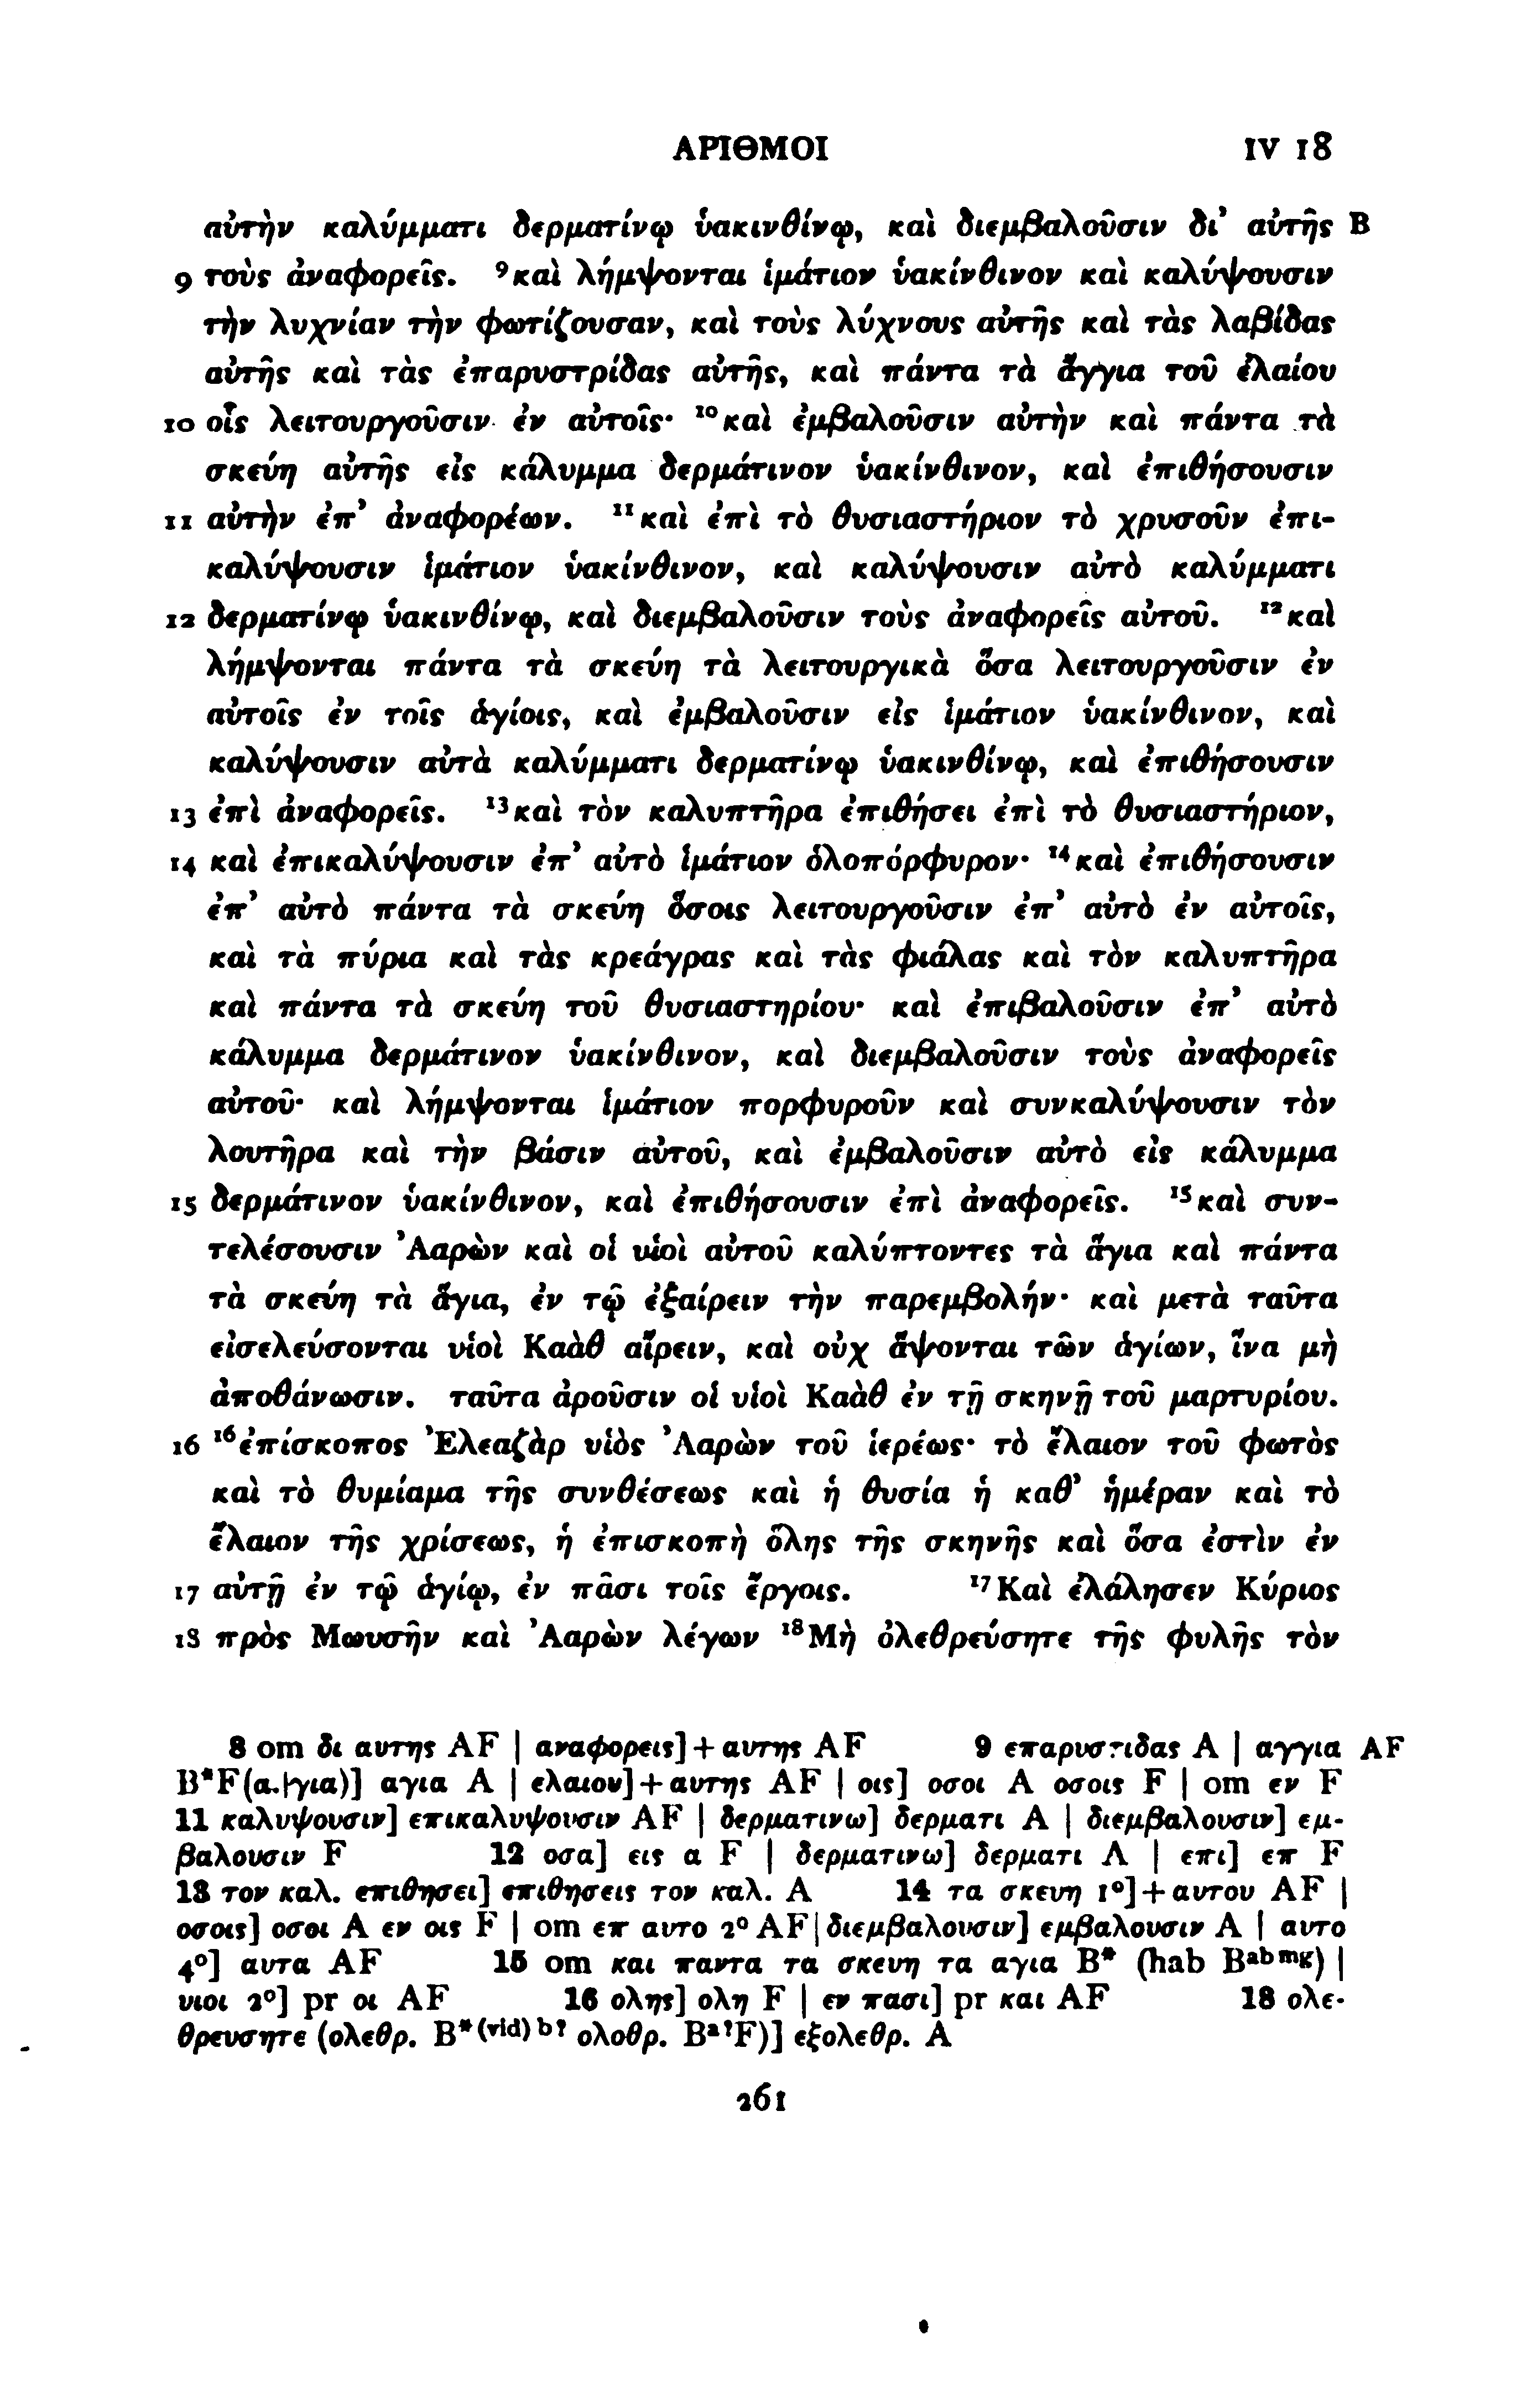 ΑΡΙΘΜΟΙ IV 18
αὐτὴν καλύμματι δερματίνῳ ὑακινθίνῳ, καὶ διεμβαλοῦσιν δι’ αὐτῆς B
9 τοὺς ἀναφορεῖς. ⁹καὶ λήμψονται ἱμάτιον ὑακίνθινον καὶ καλύψουσιν
τὴν λυχνίαν τὴν φωτίζουσαν, καὶ τοὺς λύχνους αὐτῆς καὶ τὰς λαβίδας
αὐτῆς καὶ τὰς ἐπαρυστρίδας αὐτῆς, καὶ πάντα τὰ ἄγγια τοῦ ἐλαίου
10 οἷς λειτουργοῦσιν ἐν αὐτοῖς· ¹⁰καὶ ἐμβαλοῦσιν αὐτὴν καὶ πάντα τὰ
σκεύη αὐτῆς εἰς κάλυμμα δερμάτινον ὑακίνθινον, καὶ ἐπιθήσουσιν
11 αὐτὴν ἐπ’ ἀναφορέων. ¹¹καὶ ἐπὶ τὸ θυσιαστήριον τὸ χρυσοῦν ἐπι-
καλύψουσιν ἱμάτιον ὑακίνθινον, καὶ καλύψουσιν αὐτὸ καλύμματι
12 δερματίνῳ ὑακινθίνῳ, καὶ διεμβαλοῦσιν τοὺς ἀναφορεῖς αὐτοῦ. ¹²καὶ
λήμψονται πάντα τὰ σκεύη τὰ λειτουργικὰ ὅσα λειτουργοῦσιν ἐν
αὐτοῖς ἐν τοῖς ἁγίοις, καὶ ἐμβαλοῦσιν εἰς ἱμάτιον ὑακίνθινον, καὶ
καλύψουσιν αὐτὰ καλύμματι δερματίνῳ ὑακινθίνῳ, καὶ ἐπιθήσουσιν
13 ἐπὶ ἀναφορεῖς. ¹³καὶ τὸν καλυπτῆρα ἐπιθήσει ἐπὶ τὸ θυσιαστήριον,
14 καὶ ἐπικαλύψουσιν ἐπ’ αὐτὸ ἱμάτιον ὁλοπόρφυρον· ¹⁴καὶ ἐπιθήσουσιν
ἐπ’ αὐτὸ πάντα τὰ σκεύη ὅσοις λειτουργοῦσιν ἐπ’ αὐτὸ ἐν αὐτοῖς,
καὶ τὰ πύρια καὶ τὰς κρεάγρας καὶ τὰς φιάλας καὶ τὸν καλυπτῆρα
καὶ πάντα τὰ σκεύη τοῦ θυσιαστηρίου· καὶ ἐπιβαλοῦσιν ἐπ’ αὐτὸ
κάλυμμα δερμάτινον ὑακίνθινον, καὶ διεμβαλοῦσιν τοὺς ἀναφορεῖς
αὐτοῦ· καὶ λήμψονται ἱμάτιον πορφυροῦν καὶ συνκαλύψουσιν τὸν
λουτῆρα καὶ τὴν βάσιν αὐτοῦ, καὶ ἐμβαλοῦσιν αὐτὸ εἰς κάλυμμα
15 δερμάτινον ὑακίνθινον, καὶ ἐπιθήσουσιν ἐπὶ ἀναφορεῖς. ¹⁵καὶ συν-
τελέσουσιν Ἀαρὼν καὶ οἱ υἱοὶ αὐτοῦ καλύπτοντες τὰ ἅγια καὶ πάντα
τὰ σκεύη τὰ ἅγια, ἐν τῷ ἐξαίρειν τὴν παρεμβολήν· καὶ μετὰ ταῦτα
εἰσελεύσονται υἱοὶ Καὰθ αἴρειν, καὶ οὐχ ἅψονται τῶν ἁγίων, ἵνα μὴ
ἀποθάνωσιν. ταῦτα ἀροῦσιν οἱ υἱοὶ Καὰθ ἐν τῇ σκηνῇ τοῦ μαρτυρίου.
16 ¹⁶ἐπίσκοπος Ἐλεαζὰρ υἱὸς Ἀαρὼν τοῦ ἱερέως· τὸ ἔλαιον τοῦ φωτὸς
καὶ τὸ θυμίαμα τῆς συνθέσεως καὶ ἡ θυσία ἡ καθ’ ἡμέραν καὶ τὸ
ἔλαιον τῆς χρίσεως, ἡ ἐπισκοπὴ ὅλης τῆς σκηνῆς καὶ ὅσα ἐστὶν ἐν
17 αὐτῇ ἐν τῷ ἁγίῳ, ἐν πᾶσι τοῖς ἔργοις. ¹⁷Καὶ ἐλάλησεν Κύριος
18 πρὸς Μωυσῆν καὶ Ἀαρὼν λέγων ¹⁸Μὴ ὀλεθρεύσητε τῆς φυλῆς τὸν
8 om δι αυτης AF | αναφορεις] + αυτης AF 9 επαρυστιδας A | αγγια AF
B*F(α.|για)] αγια A | ελαιου] + αυτης AF | οις] οσοι A οσοις F | om εν F
11 καλυψουσιν] επικαλυψουσιν AF | δερματινω] δερματι A | διεμβαλουσιν] εμ-
βαλουσιν F 12 οσα] εις α F | δερματινω] δερματι A | επι] επ F
13 τον καλ. επιθησει] επιθησεις τον καλ. A 14 τα σκευη 1°] + αυτου AF |
οσοις] οσοι A εν οις F | om επ αυτο 2° AF | διεμβαλουσιν] εμβαλουσιν A | αυτο
4°] αυτα AF 15 om και παντα τα σκευη τα αγια B* (hab Bᵃᵇᵐᵍ) |
υιοι 2°] pr οι AF 16 ολης] ολη F | εν πασι] pr και AF 18 ολε-
θρευσητε (ολεθρ. B*⁽ᵛⁱᵈ⁾ᵇ? ολοθρ. Bᵃ?F)] εξολεθρ. A
261